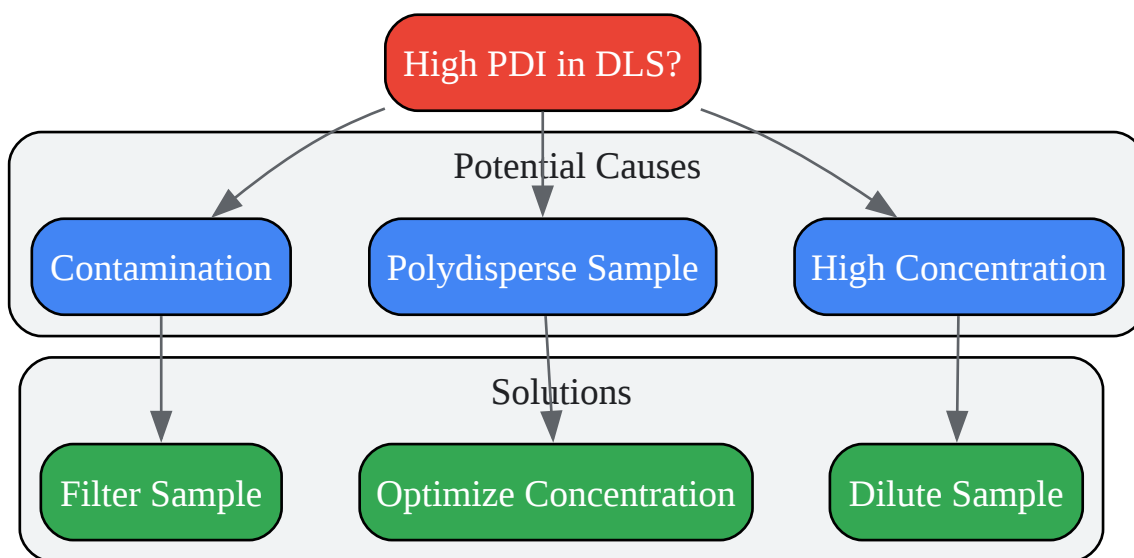 High PDI in DLS?
Potential Causes
Contamination
Polydisperse Sample
High Concentration
Solutions
Filter Sample
Optimize Concentration
Dilute Sample